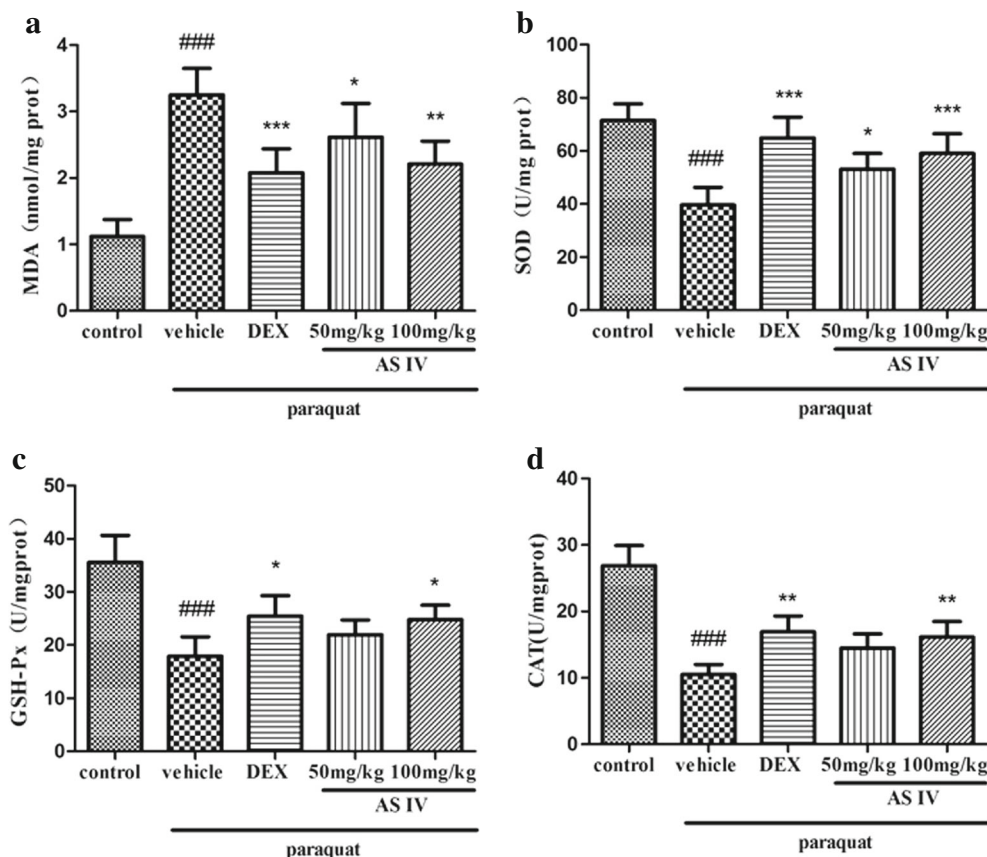 a
MDA (nmol/mg prot)
4
3
2
1
0
###
***
*
**
control vehicle DEX 50mg/kg 100mg/kg
AS IV
paraquat
b
SOD (U/mg prot)
100
80
60
40
20
0
###
***
*
***
control vehicle DEX 50mg/kg 100mg/kg
AS IV
paraquat
c
GSH-Px (U/mgprot)
50
40
30
20
10
0
###
*
*
control vehicle DEX 50mg/kg 100mg/kg
AS IV
paraquat
d
CAT(U/mgprot)
40
30
20
10
0
###
**
**
control vehicle DEX 50mg/kg 100mg/kg
AS IV
paraquat